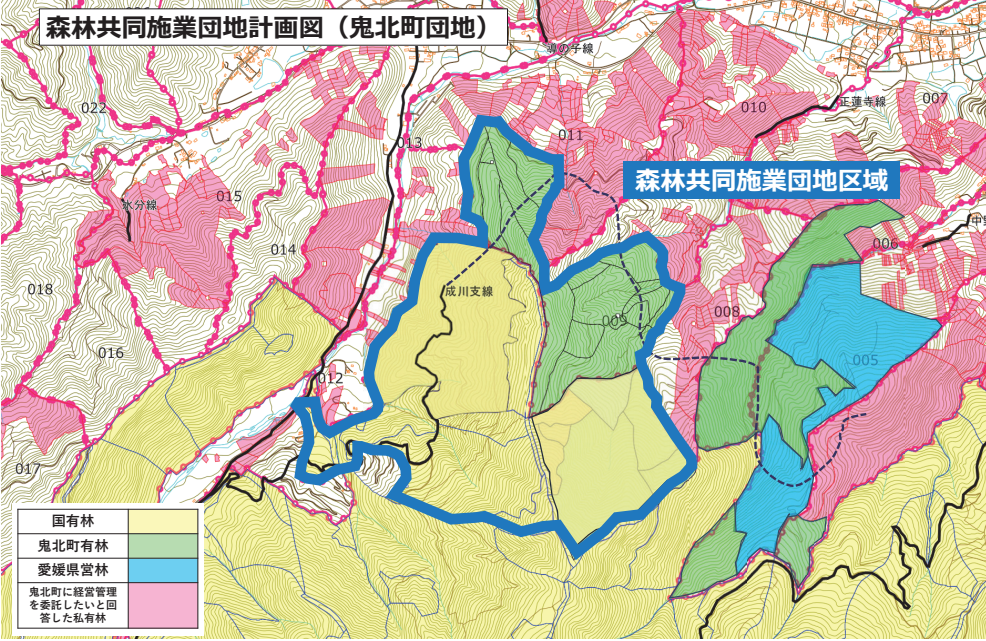 森林共同施業団地計画図（鬼北町団地）
導の子線
022
013
011
010
正蓮寺線
007
森林共同施業団地区域
015
水分線
014
006
018
成川支線
009
008
016
005
012
017
国有林
鬼北町有林
愛媛県営林
鬼北町に経営管理
を委託したいと回
答した私有林